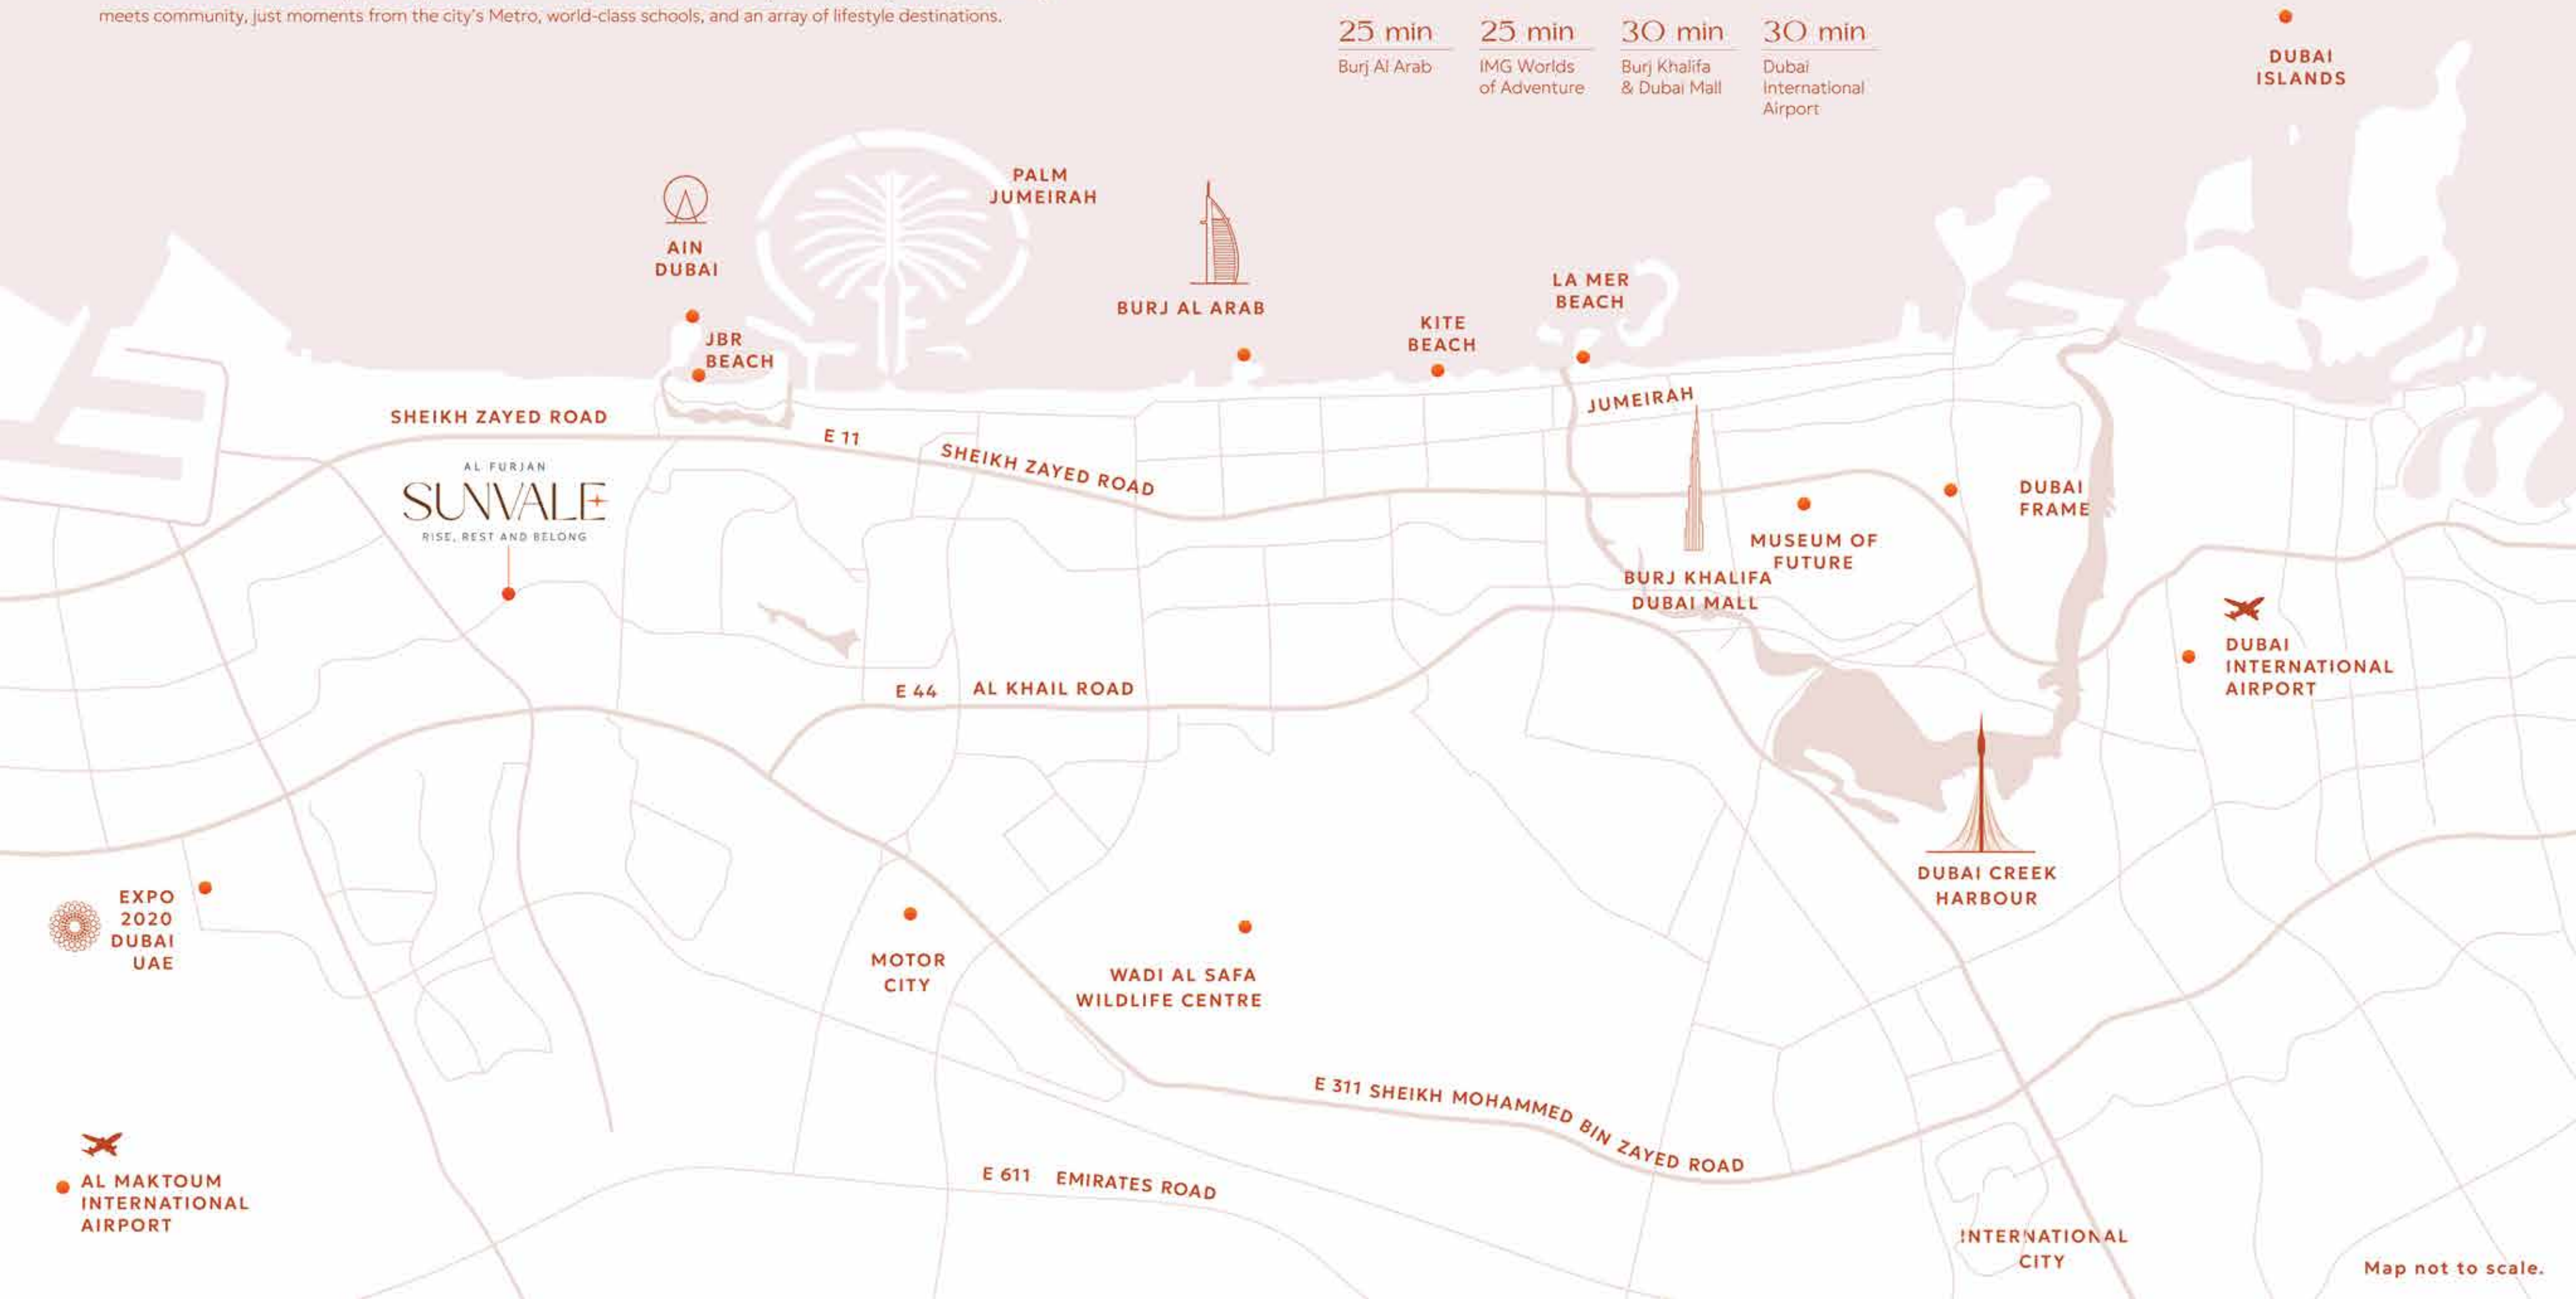 meets community, just moments from the city's Metro, world-class schools, and an array of lifestyle destinations.
25 min
Burj Al Arab
25 min
IMG Worlds
of Adventure
30 min
Burj Khalifa
& Dubai Mall
30 min
Dubai
International
Airport
DUBAI
ISLANDS
PALM
JUMEIRAH
AIN
DUBAI
BURJ AL ARAB
LA MER
BEACH
KITE
BEACH
JBR
BEACH
JUMEIRAH
SHEIKH ZAYED ROAD
E 11
SHEIKH ZAYED ROAD
AL FURJAN
SUNVALE
RISE, REST AND BELONG
DUBAI
FRAME
MUSEUM OF
FUTURE
BURJ KHALIFA
DUBAI MALL
DUBAI
INTERNATIONAL
AIRPORT
E 44 AL KHAIL ROAD
DUBAI CREEK
HARBOUR
EXPO
2020
DUBAI
UAE
MOTOR
CITY
WADI AL SAFA
WILDLIFE CENTRE
E 311 SHEIKH MOHAMMED BIN ZAYED ROAD
E 611 EMIRATES ROAD
AL MAKTOUM
INTERNATIONAL
AIRPORT
INTERNATIONAL
CITY
Map not to scale.